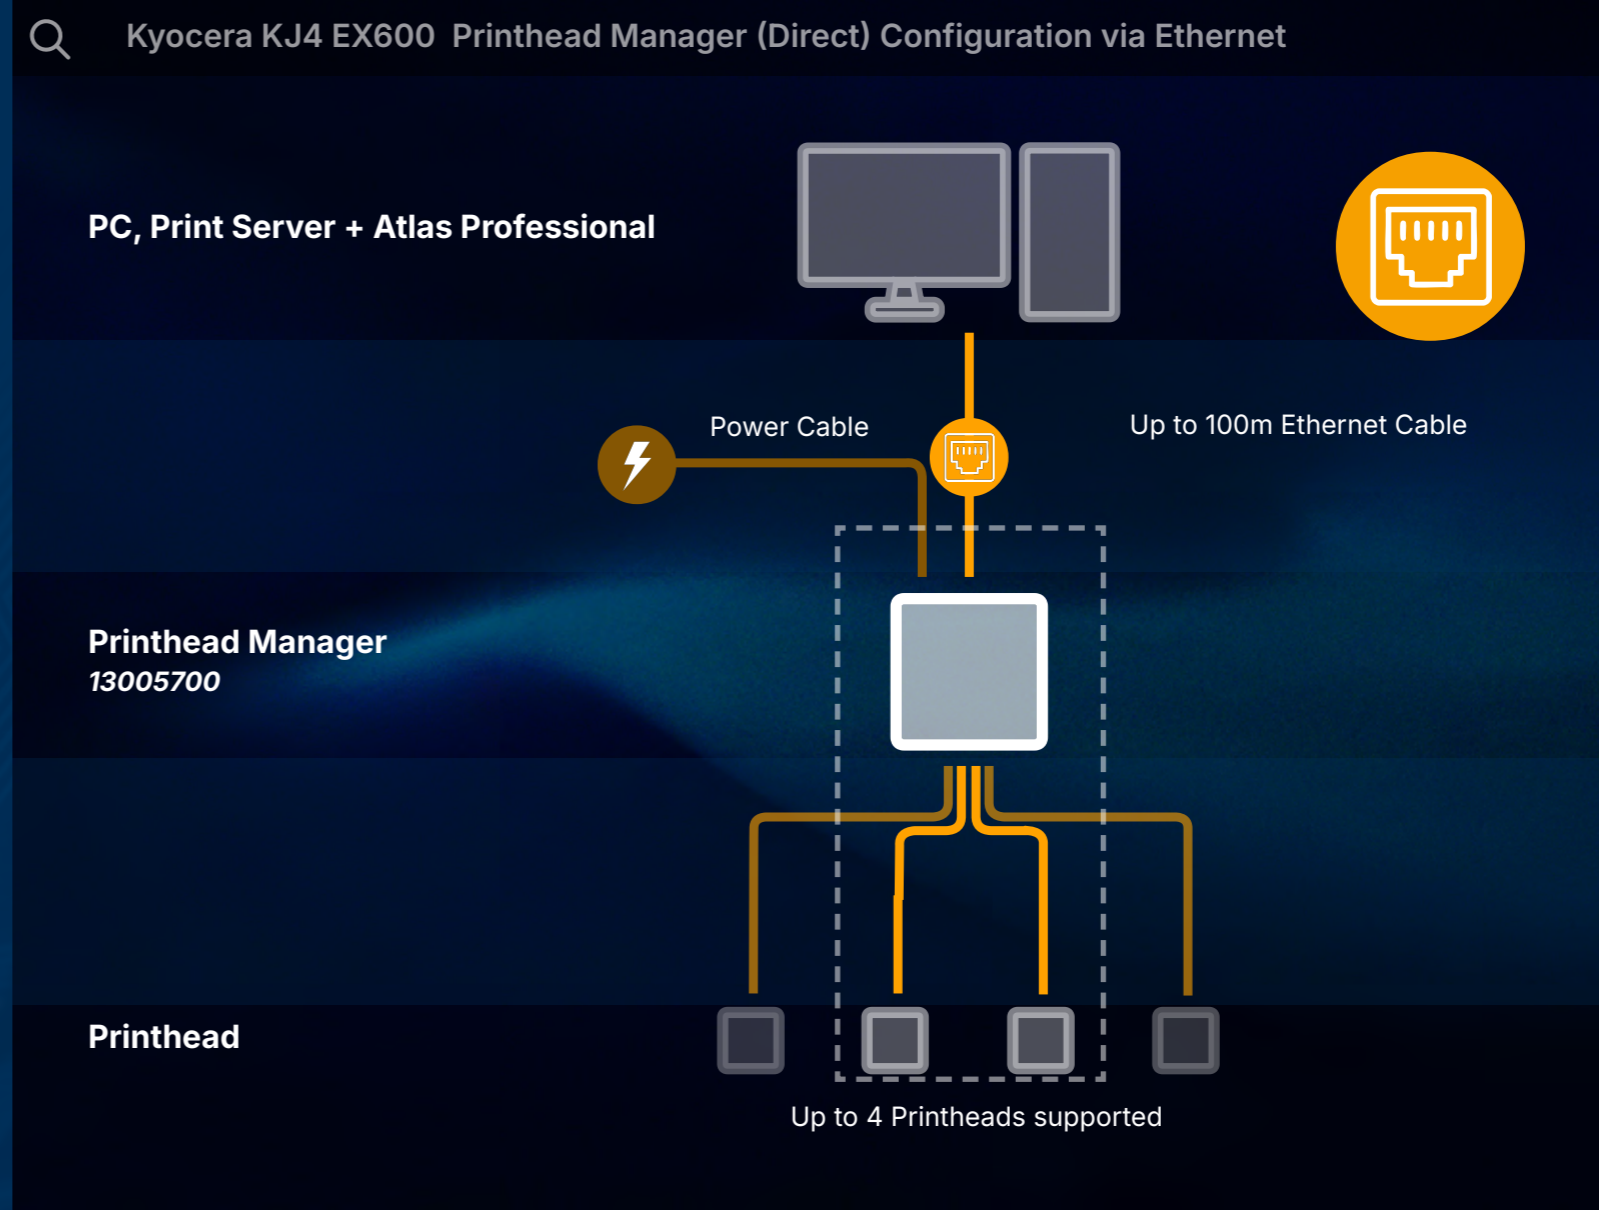 Kyocera KJ4 EX600 Printhead Manager (Direct) Configuration via Ethernet
PC, Print Server + Atlas Professional
Power Cable
Up to 100m Ethernet Cable
Printhead Manager
13005700
Printhead
Up to 4 Printheads supported